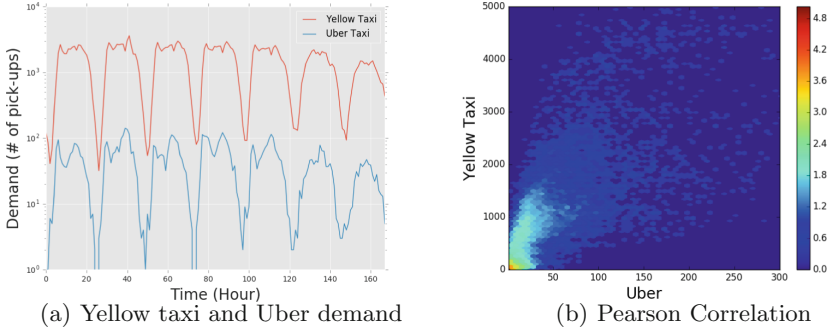 Yellow Taxi
Uber Taxi
Demand (# of pick-ups)
10⁴
10³
10²
10¹
10⁰
0 20 40 60 80 100 120 140 160
Time (Hour)
(a) Yellow taxi and Uber demand
Yellow Taxi
5000
4000
3000
2000
1000
0
50 100 150 200 250 300
Uber
4.8
4.2
3.6
3.0
2.4
1.8
1.2
0.6
0.0
(b) Pearson Correlation